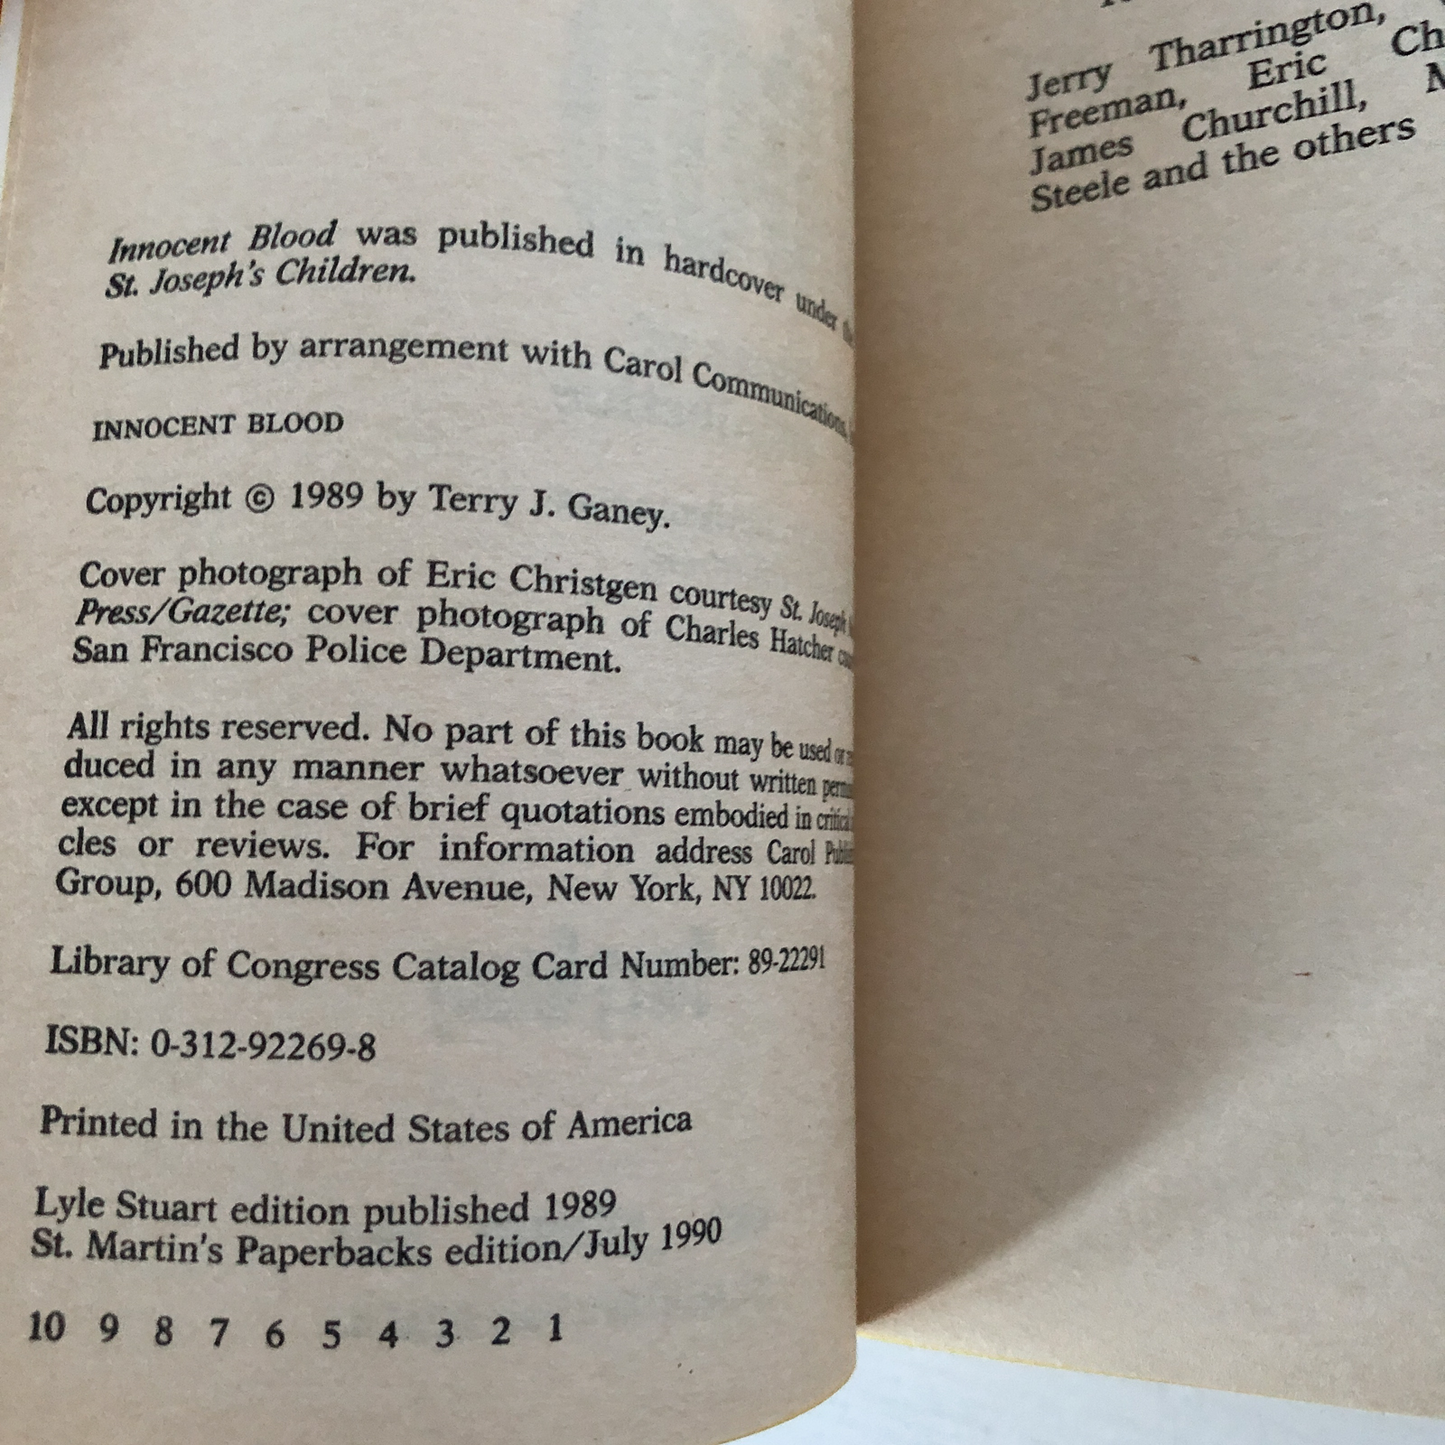 Innocent Blood was published in hardcover under
St. Joseph's Children.
Published by arrangement with Carol Communications,
INNOCENT BLOOD
Copyright © 1989 by Terry J. Ganey.
Cover photograph of Eric Christgen courtesy St. Joseph
Press/Gazette; cover photograph of Charles Hatcher
San Francisco Police Department.
All rights reserved. No part of this book may be used or
duced in any manner whatsoever without written
except in the case of brief quotations embodied in critical
cles or reviews. For information address Carol
Group, 600 Madison Avenue, New York, NY 10022.
Library of Congress Catalog Card Number: 89-22291
ISBN: 0-312-92269-8
Printed in the United States of America
Lyle Stuart edition published 1989
St. Martin's Paperbacks edition/July 1990
10 9 8 7 6 5 4 3 2 1
Jerry Tharrington,
Freeman, Eric Ch
James Churchill, M
Steele and the others